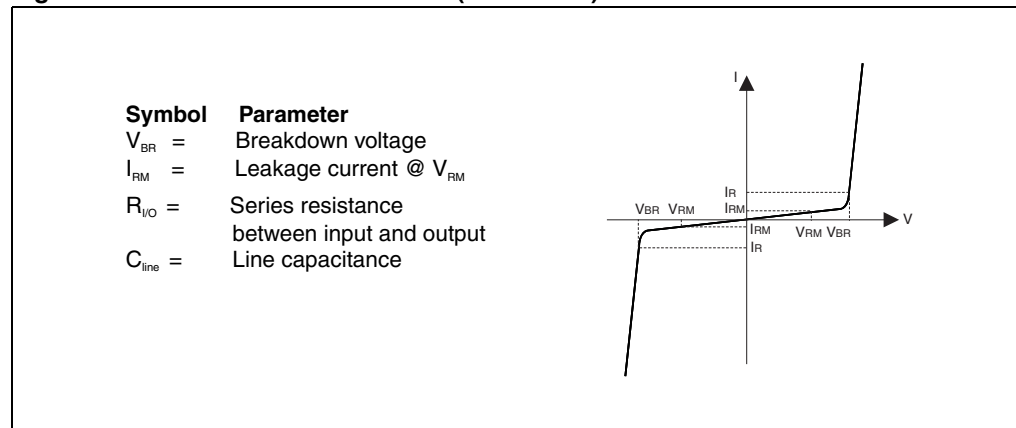 Symbol Parameter
VBR = Breakdown voltage
IRM = Leakage current @ VRM
RI/O = Series resistance
between input and output
Cline = Line capacitance
I
IR
VBR VRM IRM
V
IRM VRM VBR
IR